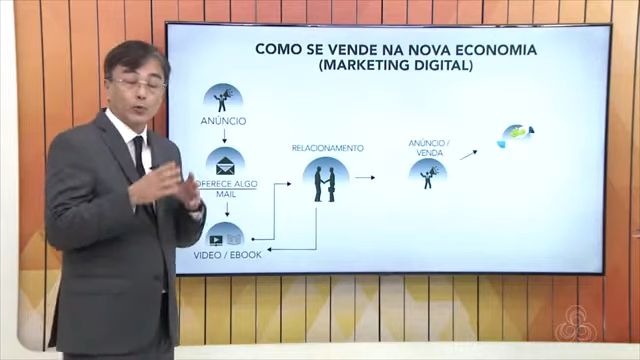 COMO SE VENDE NA NOVA ECONOMIA
(MARKETING DIGITAL)
ANÚNCIO
OFERECE ALGO
MAIL
VIDEO / EBOOK
RELACIONAMENTO
ANÚNCIO /
VENDA